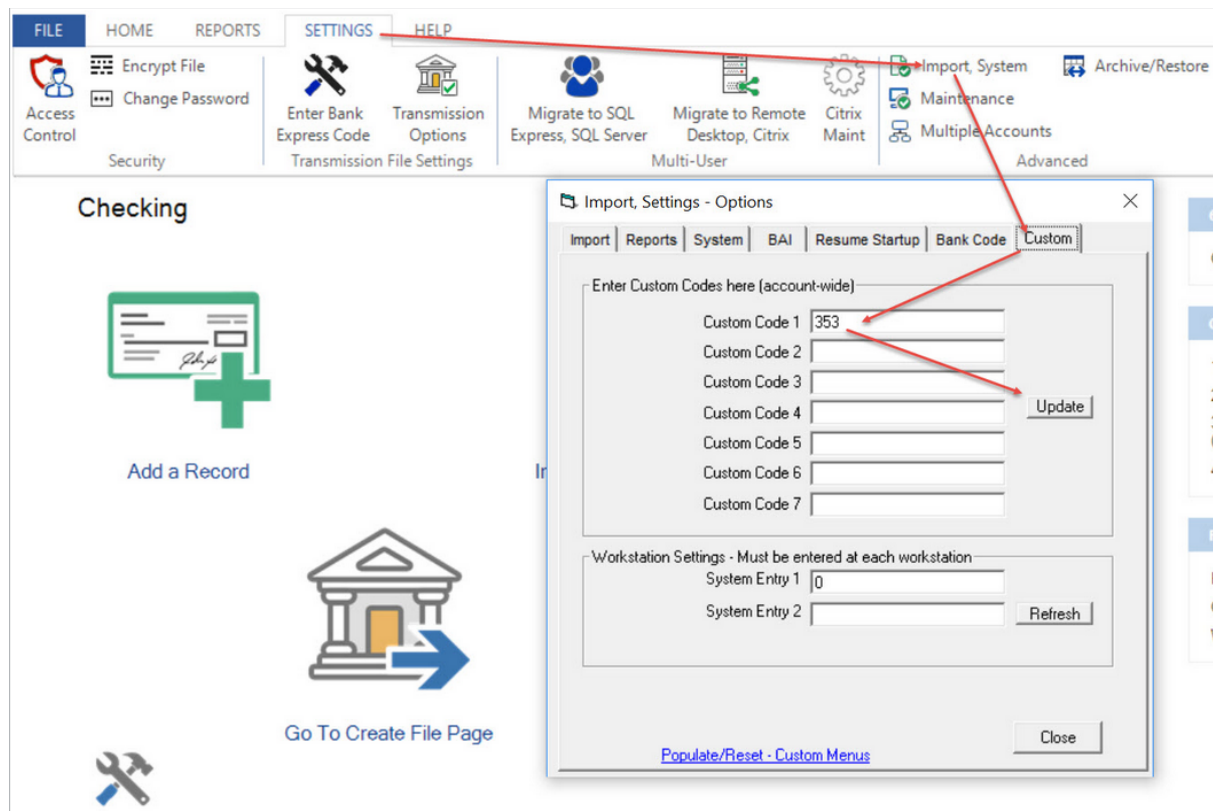 FILE HOME REPORTS SETTINGS HELP
Encrypt File
Change Password
Access
Control
Security
Enter Bank
Express Code
Transmission
Options
Transmission File Settings
Migrate to SQL
Express, SQL Server
Migrate to Remote
Desktop, Citrix
Citrix
Maint
Multi-User
Import, System
Maintenance
Multiple Accounts
Archive/Restore
Advanced
Checking
Add a Record
Go To Create File Page
Import, Settings - Options
Import Reports System BAI Resume Startup Bank Code Custom
Enter Custom Codes here (account-wide)
Custom Code 1 353
Custom Code 2
Custom Code 3
Custom Code 4
Custom Code 5
Custom Code 6
Custom Code 7
Update
Workstation Settings - Must be entered at each workstation
System Entry 1 0
System Entry 2
Refresh
Populate/Reset - Custom Menus
Close